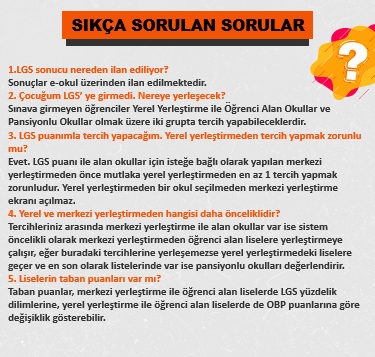 SIKÇA SORULAN SORULAR
?
1.LGS sonucu nereden ilan ediliyor?
Sonuçlar e-okul üzerinden ilan edilmektedir.
2. Çocuğum LGS' ye girmedi. Nereye yerleşecek?
Sınava girmeyen öğrenciler Yerel Yerleştirme ile Öğrenci Alan Okullar ve
Pansiyonlu Okullar olmak üzere iki grupta tercih yapabileceklerdir.
3. LGS puanımla tercih yapacağım. Yerel yerleştirmeden tercih yapmak zorunlu
mu?
Evet. LGS puanı ile alan okullar için isteğe bağlı olarak yapılan merkezi
yerleştirmeden önce mutlaka yerel yerleştirmeden en az 1 tercih yapmak
zorunludur. Yerel yerleştirmeden bir okul seçilmeden merkezi yerleştirme
ekranı açılmaz.
4. Yerel ve merkezi yerleştirmeden hangisi daha önceliklidir?
Tercihleriniz arasında merkezi yerleştirme ile alan okullar var ise sistem
öncelikli olarak merkezi yerleştirmeden öğrenci alan liselere yerleştirmeye
çalışır, eğer buradaki tercihlerine yerleşemezse yerel yerleştirmedeki liselere
geçer ve en son olarak listelerinde var ise pansiyonlu okulları değerlendirir.
5. Liselerin taban puanları var mı?
Taban puanlar, merkezi yerleştirme ile öğrenci alan liselerde LGS yüzdelik
dilimlerine, yerel yerleştirme ile öğrenci alan liselerde de OBP puanlarına göre
değişiklik gösterebilir.